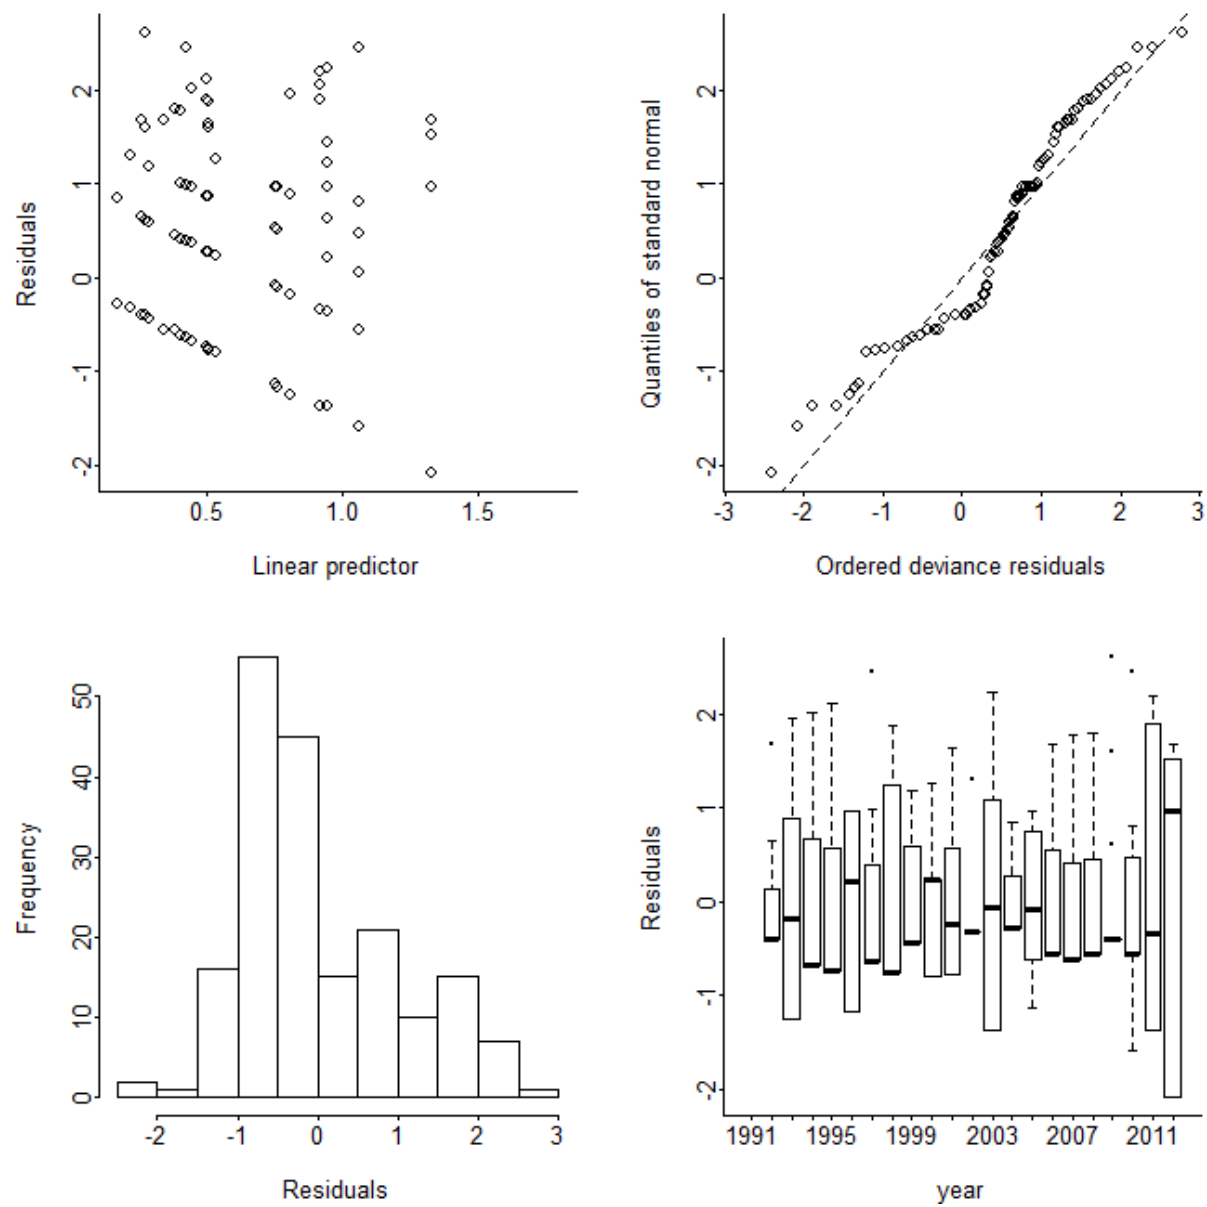 2
1
0
-1
-2
Residuals
0.5 1.0 1.5
Linear predictor
2
1
0
-1
-2
Quantiles of standard normal
-3 -2 -1 0 1 2 3
Ordered deviance residuals
50
40
30
20
10
0
Frequency
-2 -1 0 1 2 3
Residuals
2
1
0
-1
-2
Residuals
1991 1995 1999 2003 2007 2011
year